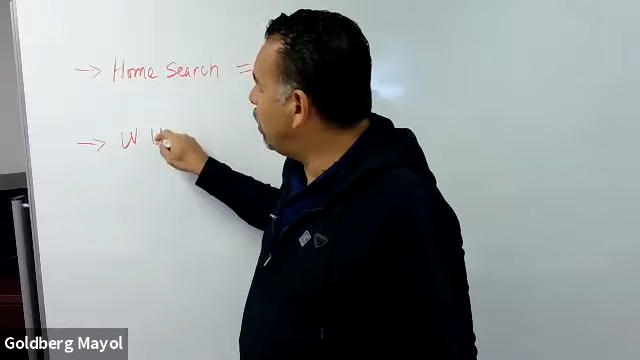 → Home Search =
→ W
Goldberg Mayol